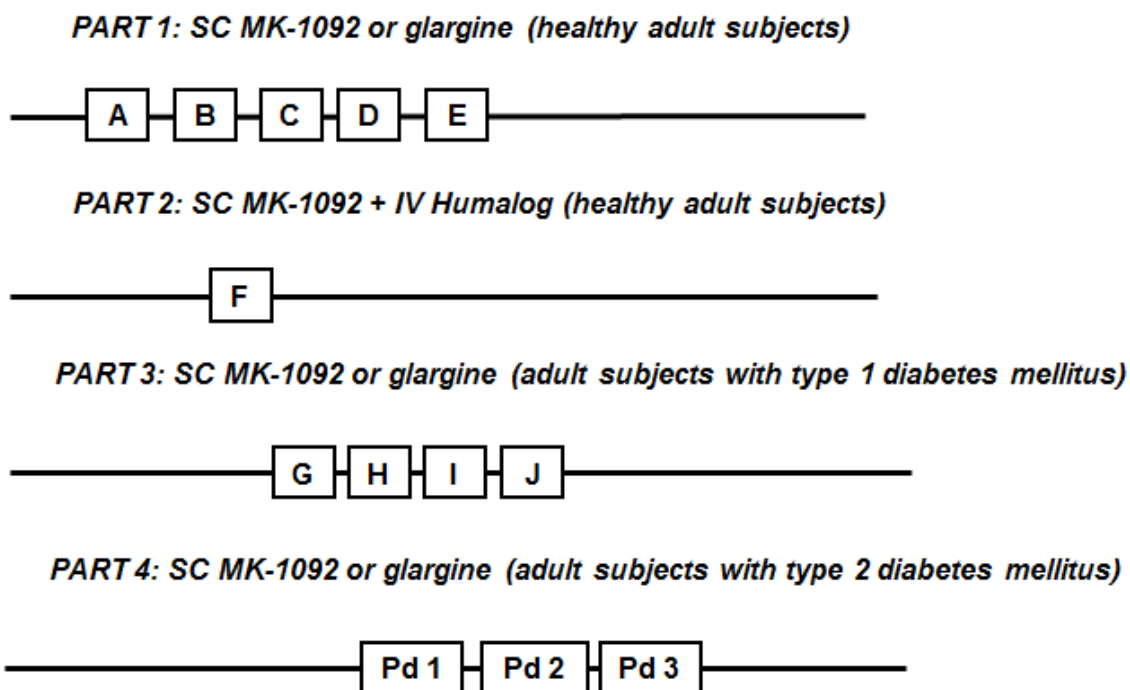 PART 1: SC MK-1092 or glargine (healthy adult subjects)
A B C D E
PART 2: SC MK-1092 + IV Humalog (healthy adult subjects)
F
PART 3: SC MK-1092 or glargine (adult subjects with type 1 diabetes mellitus)
G H I J
PART 4: SC MK-1092 or glargine (adult subjects with type 2 diabetes mellitus)
Pd 1 Pd 2 Pd 3